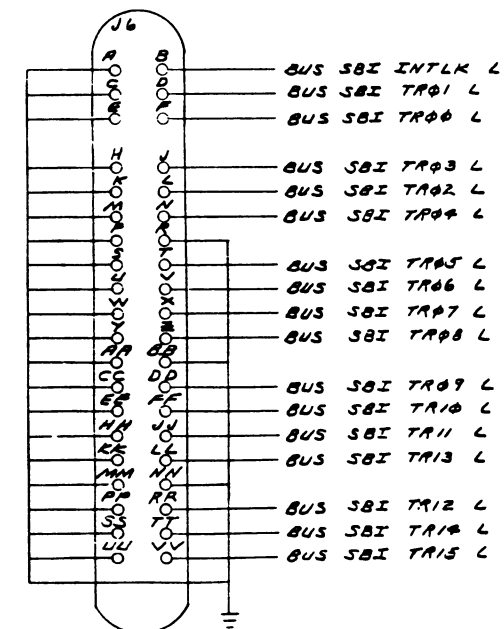 J6
A B BUS SBI INTLK L
C D BUS SBI TRØ1 L
E F BUS SBI TRØØ L
H J BUS SBI TRØ3 L
K L BUS SBI TRØ2 L
M N BUS SBI TRØ4 L
P R
S T BUS SBI TRØ5 L
U V BUS SBI TRØ6 L
W X BUS SBI TRØ7 L
Y Z BUS SBI TRØ8 L
AA BB
CC DD BUS SBI TRØ9 L
EE FF BUS SBI TR1Ø L
HH JJ BUS SBI TR11 L
KK LL BUS SBI TR13 L
MM NN
PP RR BUS SBI TR12 L
SS TT BUS SBI TR14 L
UU VV BUS SBI TR15 L